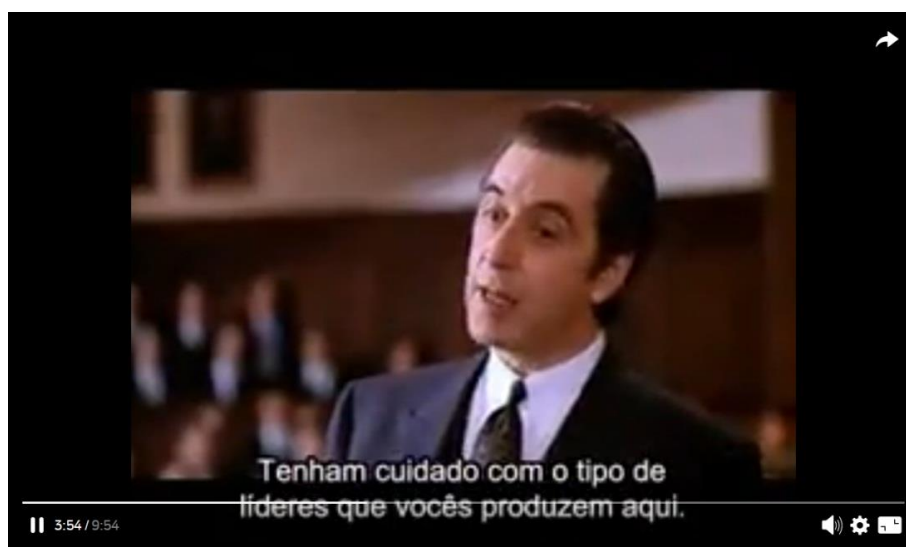 Tenham cuidado com o tipo de
líderes que vocês produzem aqui.
3:54 / 9:54